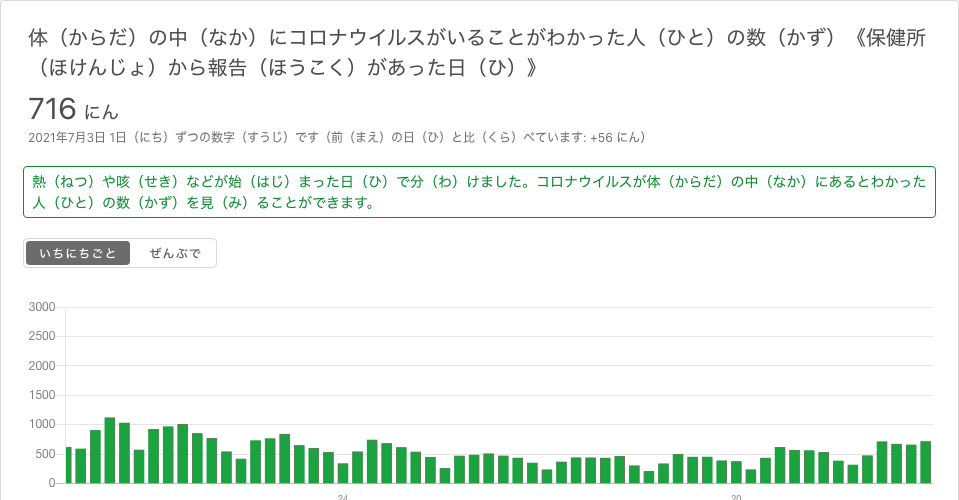 体（からだ）の中（なか）にコロナウイルスがいることがわかった人（ひと）の数（かず）《保健所
（ほけんじょ）から報告（ほうこく）があった日（ひ）》
716 にん
2021年7月3日 1日（にち）ずつの数字（すうじ）です（前（まえ）の日（ひ）と比（くら）べています: +56 にん）
熱（ねつ）や咳（せき）などが始（はじ）まった日（ひ）で分（わ）けました。コロナウイルスが体（からだ）の中（なか）にあるとわかった
人（ひと）の数（かず）を見（み）ることができます。
いちにちごと ぜんぶで
3000
2500
2000
1500
1000
500
0
24 20